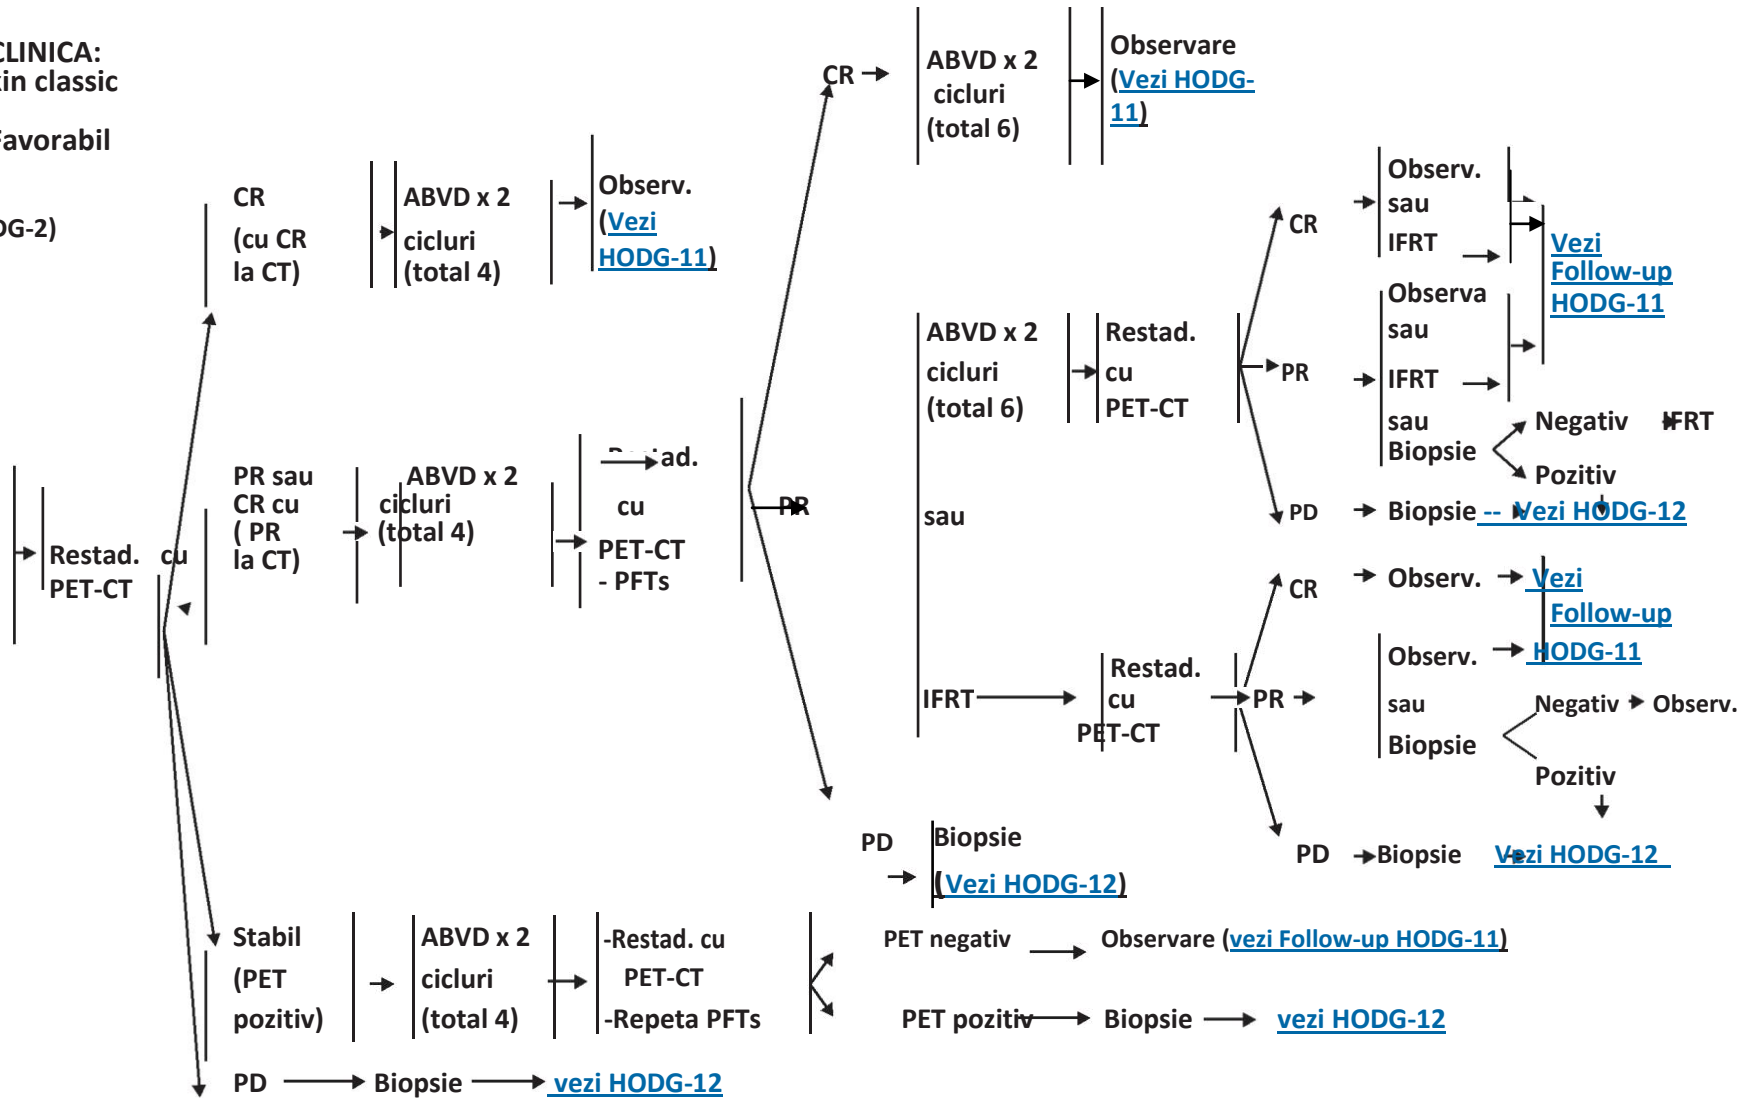 CLINICA:
kin classic
Favorabil
DG-2)
Restad. cu
PET-CT
CR
(cu CR
la CT)
ABVD x 2
cicluri
(total 4)
Observ.
(Vezi
HODG-11)
PR sau
CR cu
( PR
la CT)
ABVD x 2
cicluri
(total 4)
Restad.
cu
PET-CT
- PFTs
CR
ABVD x 2
cicluri
(total 6)
Observare
(Vezi HODG-
11)
PR
ABVD x 2
cicluri
(total 6)
Restad.
cu
PET-CT
CR
Observ.
sau
IFRT
Vezi
Follow-up
HODG-11
PR
Observa
sau
IFRT
sau
Biopsie
Negativ IFRT
Pozitiv
PD Biopsie -- Vezi HODG-12
sau
IFRT
Restad.
cu
PET-CT
CR
Observ.
Vezi
Follow-up
HODG-11
PR
Observ.
sau
Biopsie
Negativ Observ.
Pozitiv
PD Biopsie Vezi HODG-12
PD
Biopsie
(Vezi HODG-12)
Stabil
(PET
pozitiv)
ABVD x 2
cicluri
(total 4)
-Restad. cu
PET-CT
-Repeta PFTs
PET negativ Observare (vezi Follow-up HODG-11)
PET pozitiv Biopsie vezi HODG-12
PD Biopsie vezi HODG-12